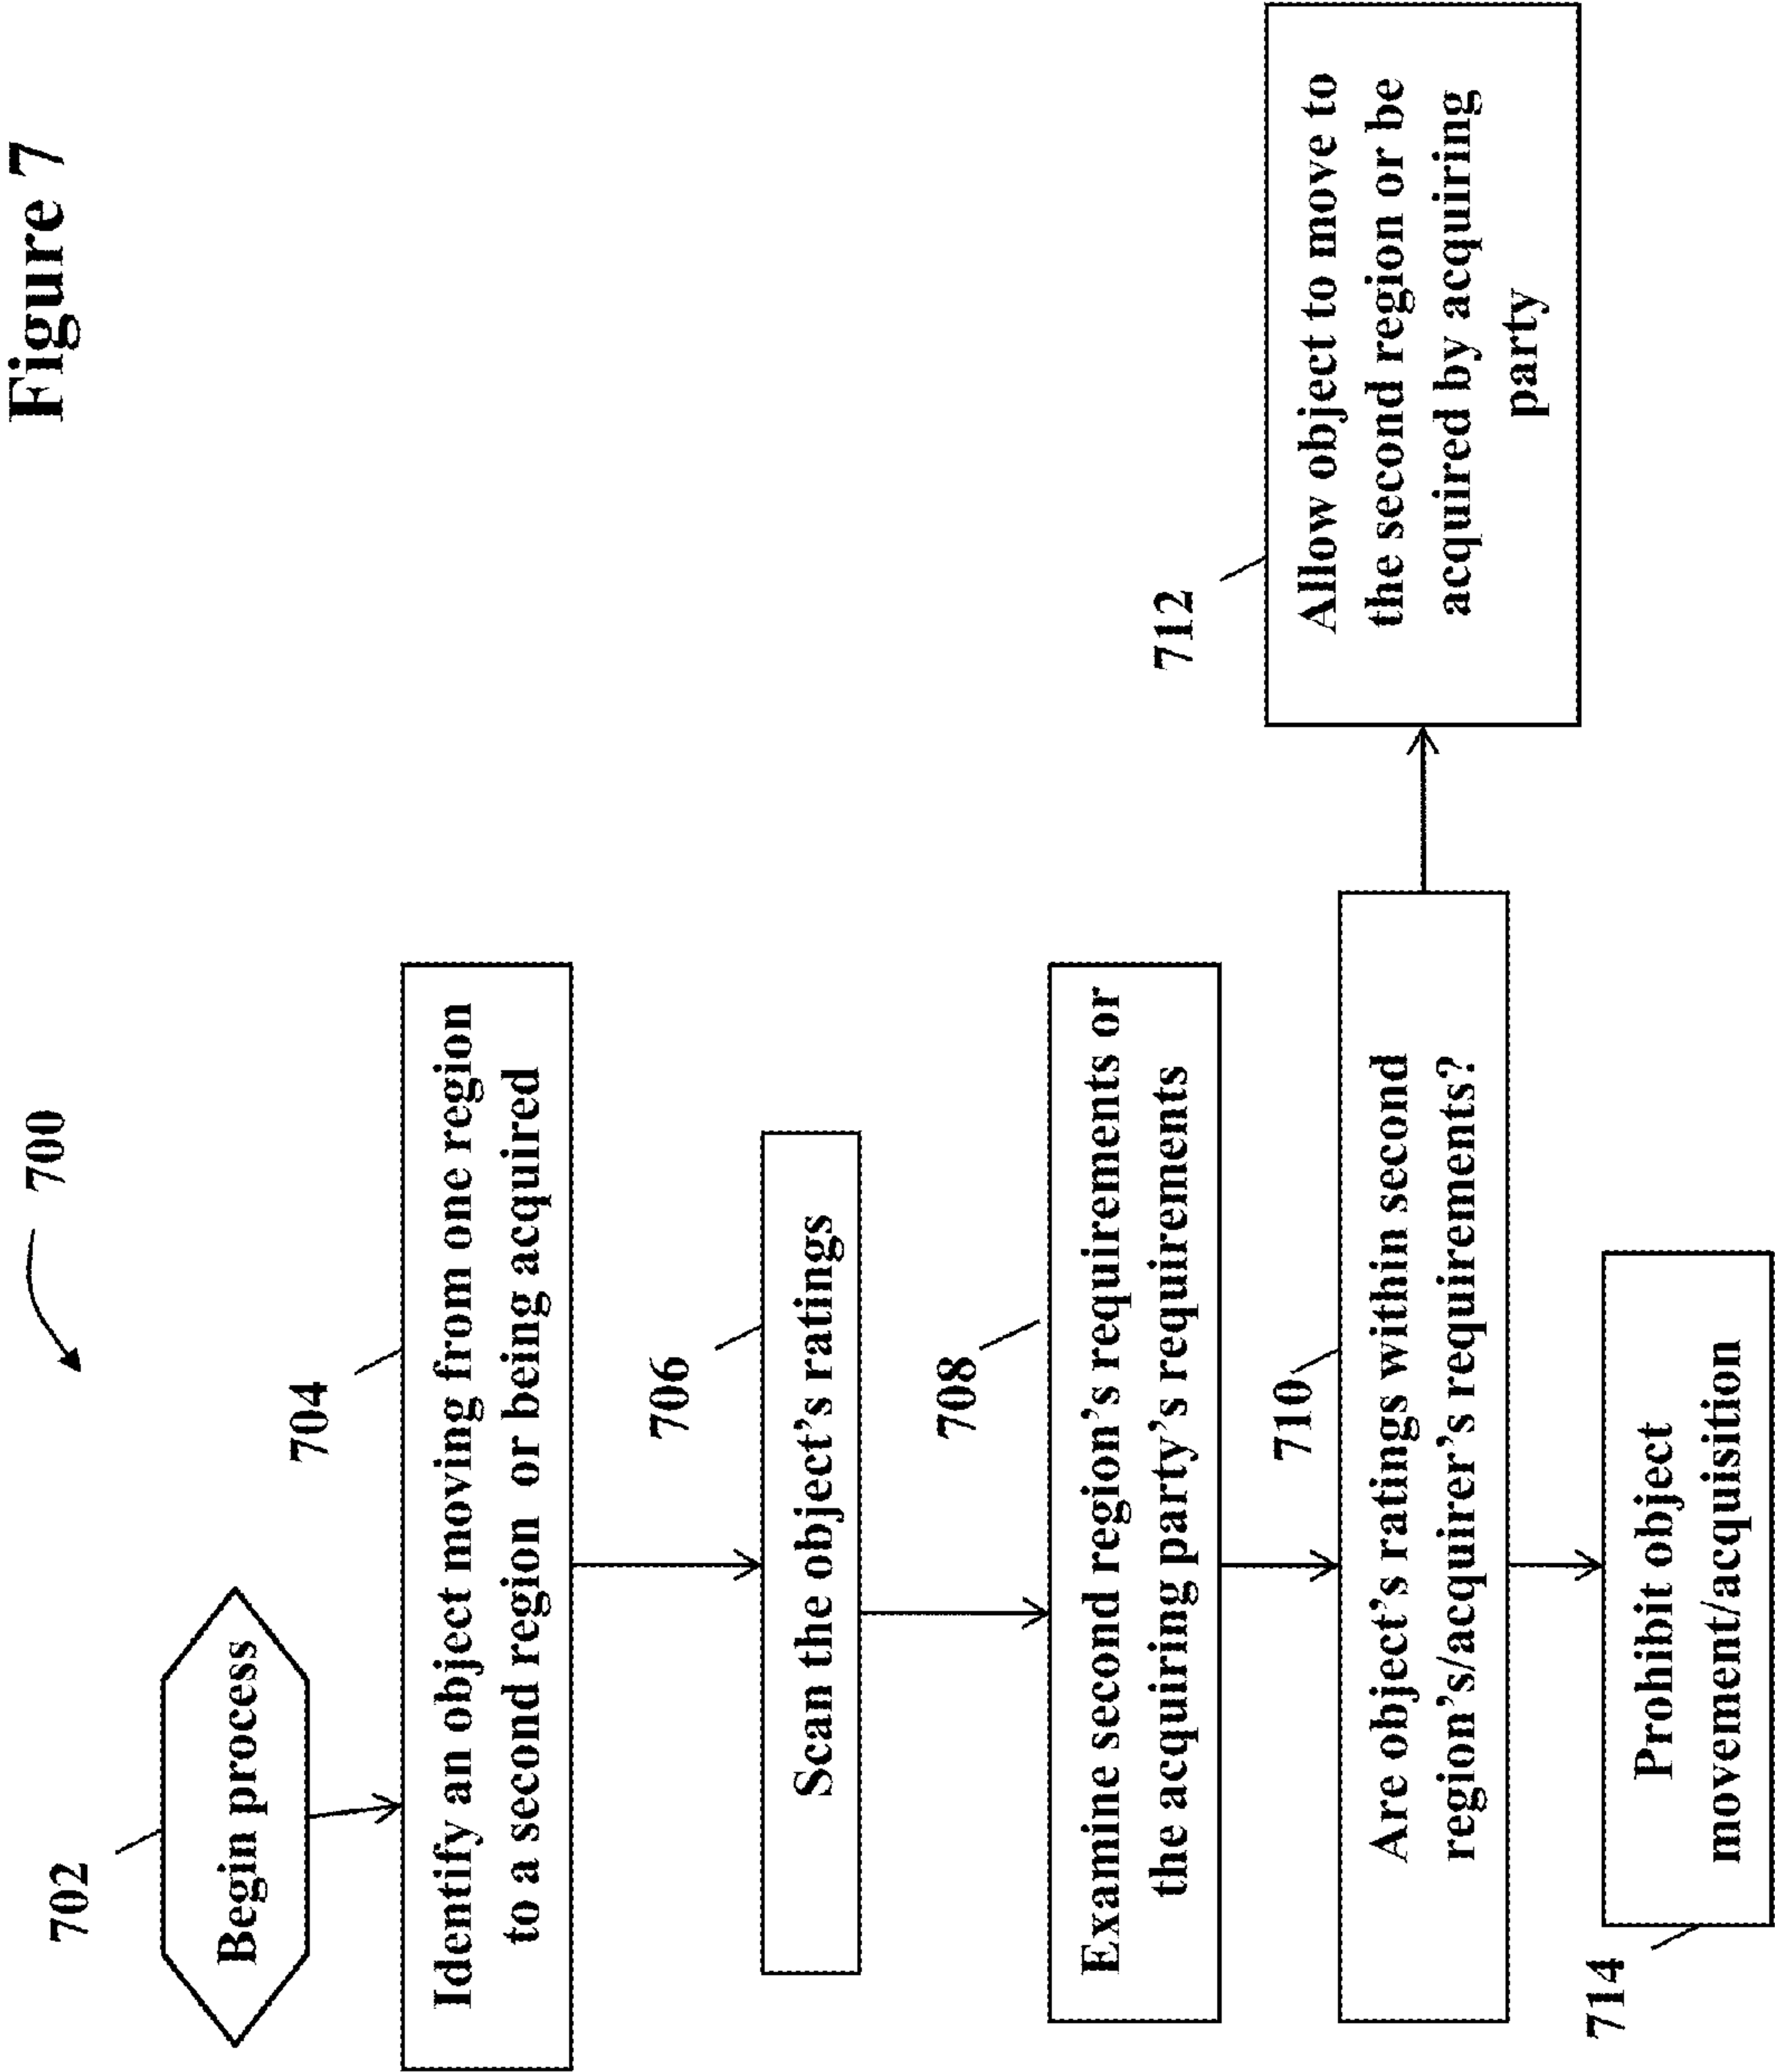 Figure 7
700
702
Begin process
704
Identify an object moving from one region
to a second region or being acquired
706
Scan the object's ratings
708
Examine second region's requirements or
the acquiring party's requirements
710
Are object's ratings within second
region's/acquirer's requirements?
712
Allow object to move to
the second region or be
acquired by acquiring
party
714
Prohibit object
movement/acquisition